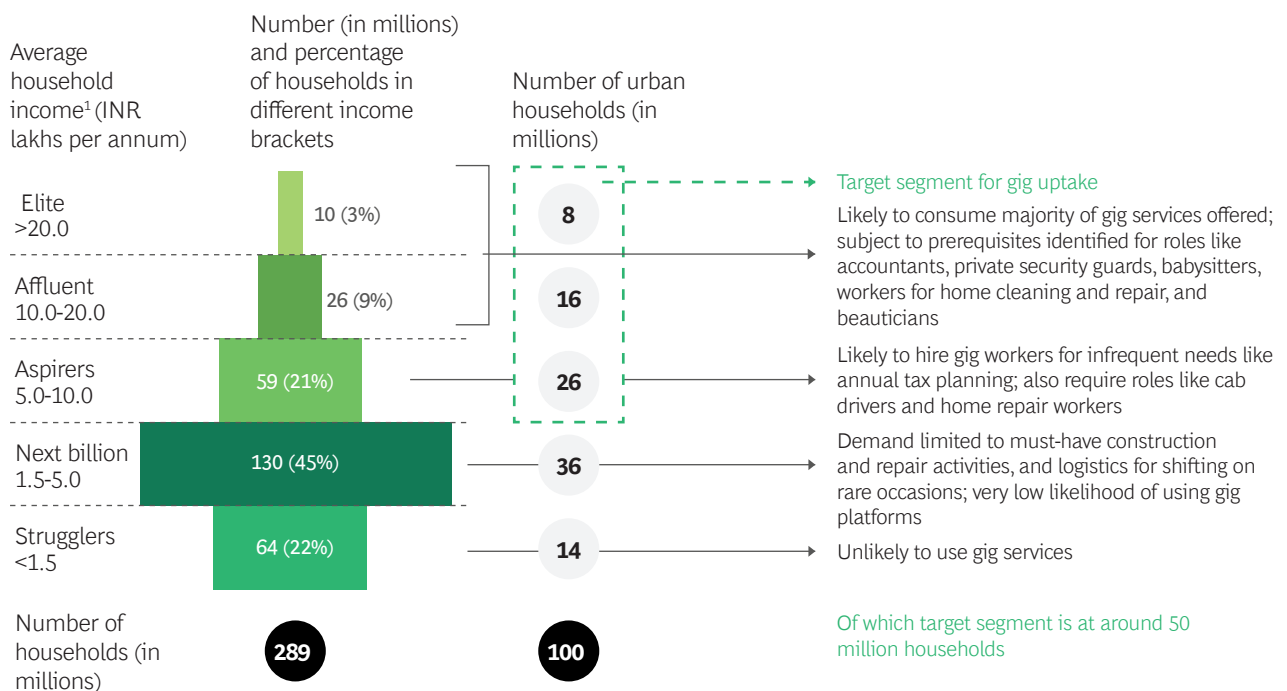 Average
household
income¹ (INR
lakhs per annum)
Number (in millions)
and percentage
of households in
different income
brackets
Number of urban
households (in
millions)
Elite
>20.0
10 (3%)
8
Target segment for gig uptake
Likely to consume majority of gig services offered;
subject to prerequisites identified for roles like
accountants, private security guards, babysitters,
workers for home cleaning and repair, and
beauticians
Affluent
10.0-20.0
26 (9%)
16
Aspirers
5.0-10.0
59 (21%)
26
Likely to hire gig workers for infrequent needs like
annual tax planning; also require roles like cab
drivers and home repair workers
Next billion
1.5-5.0
130 (45%)
36
Demand limited to must-have construction
and repair activities, and logistics for shifting on
rare occasions; very low likelihood of using gig
platforms
Strugglers
<1.5
64 (22%)
14
Unlikely to use gig services
Number of
households (in
millions)
289
100
Of which target segment is at around 50
million households